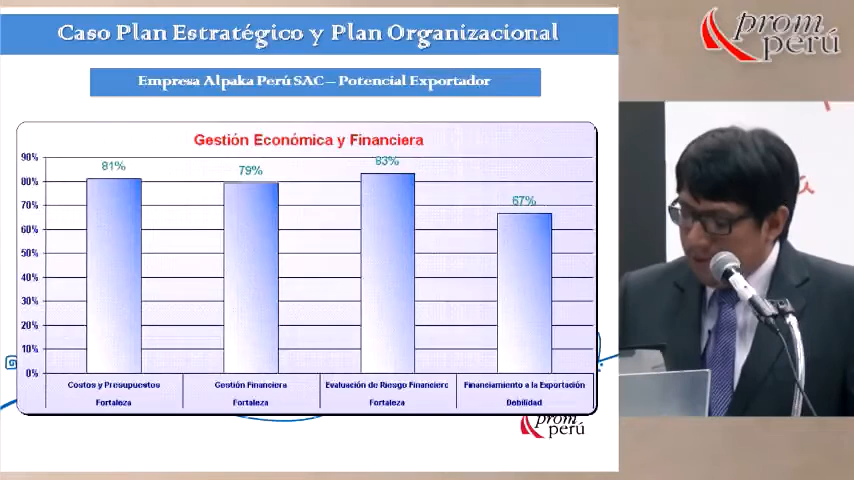 Caso Plan Estratégico y Plan Organizacional
Empresa Alpaka Perú SAC – Potencial Exportador
Gestión Económica y Financiera
90%
80%
70%
60%
50%
40%
30%
20%
10%
0%
81%
79%
83%
67%
Costos y Presupuestos
Gestión Financiera
Evaluación de Riesgo Financiero
Financiamiento a la Exportación
Fortaleza
Fortaleza
Fortaleza
Debilidad
prom
perú
prom
perú